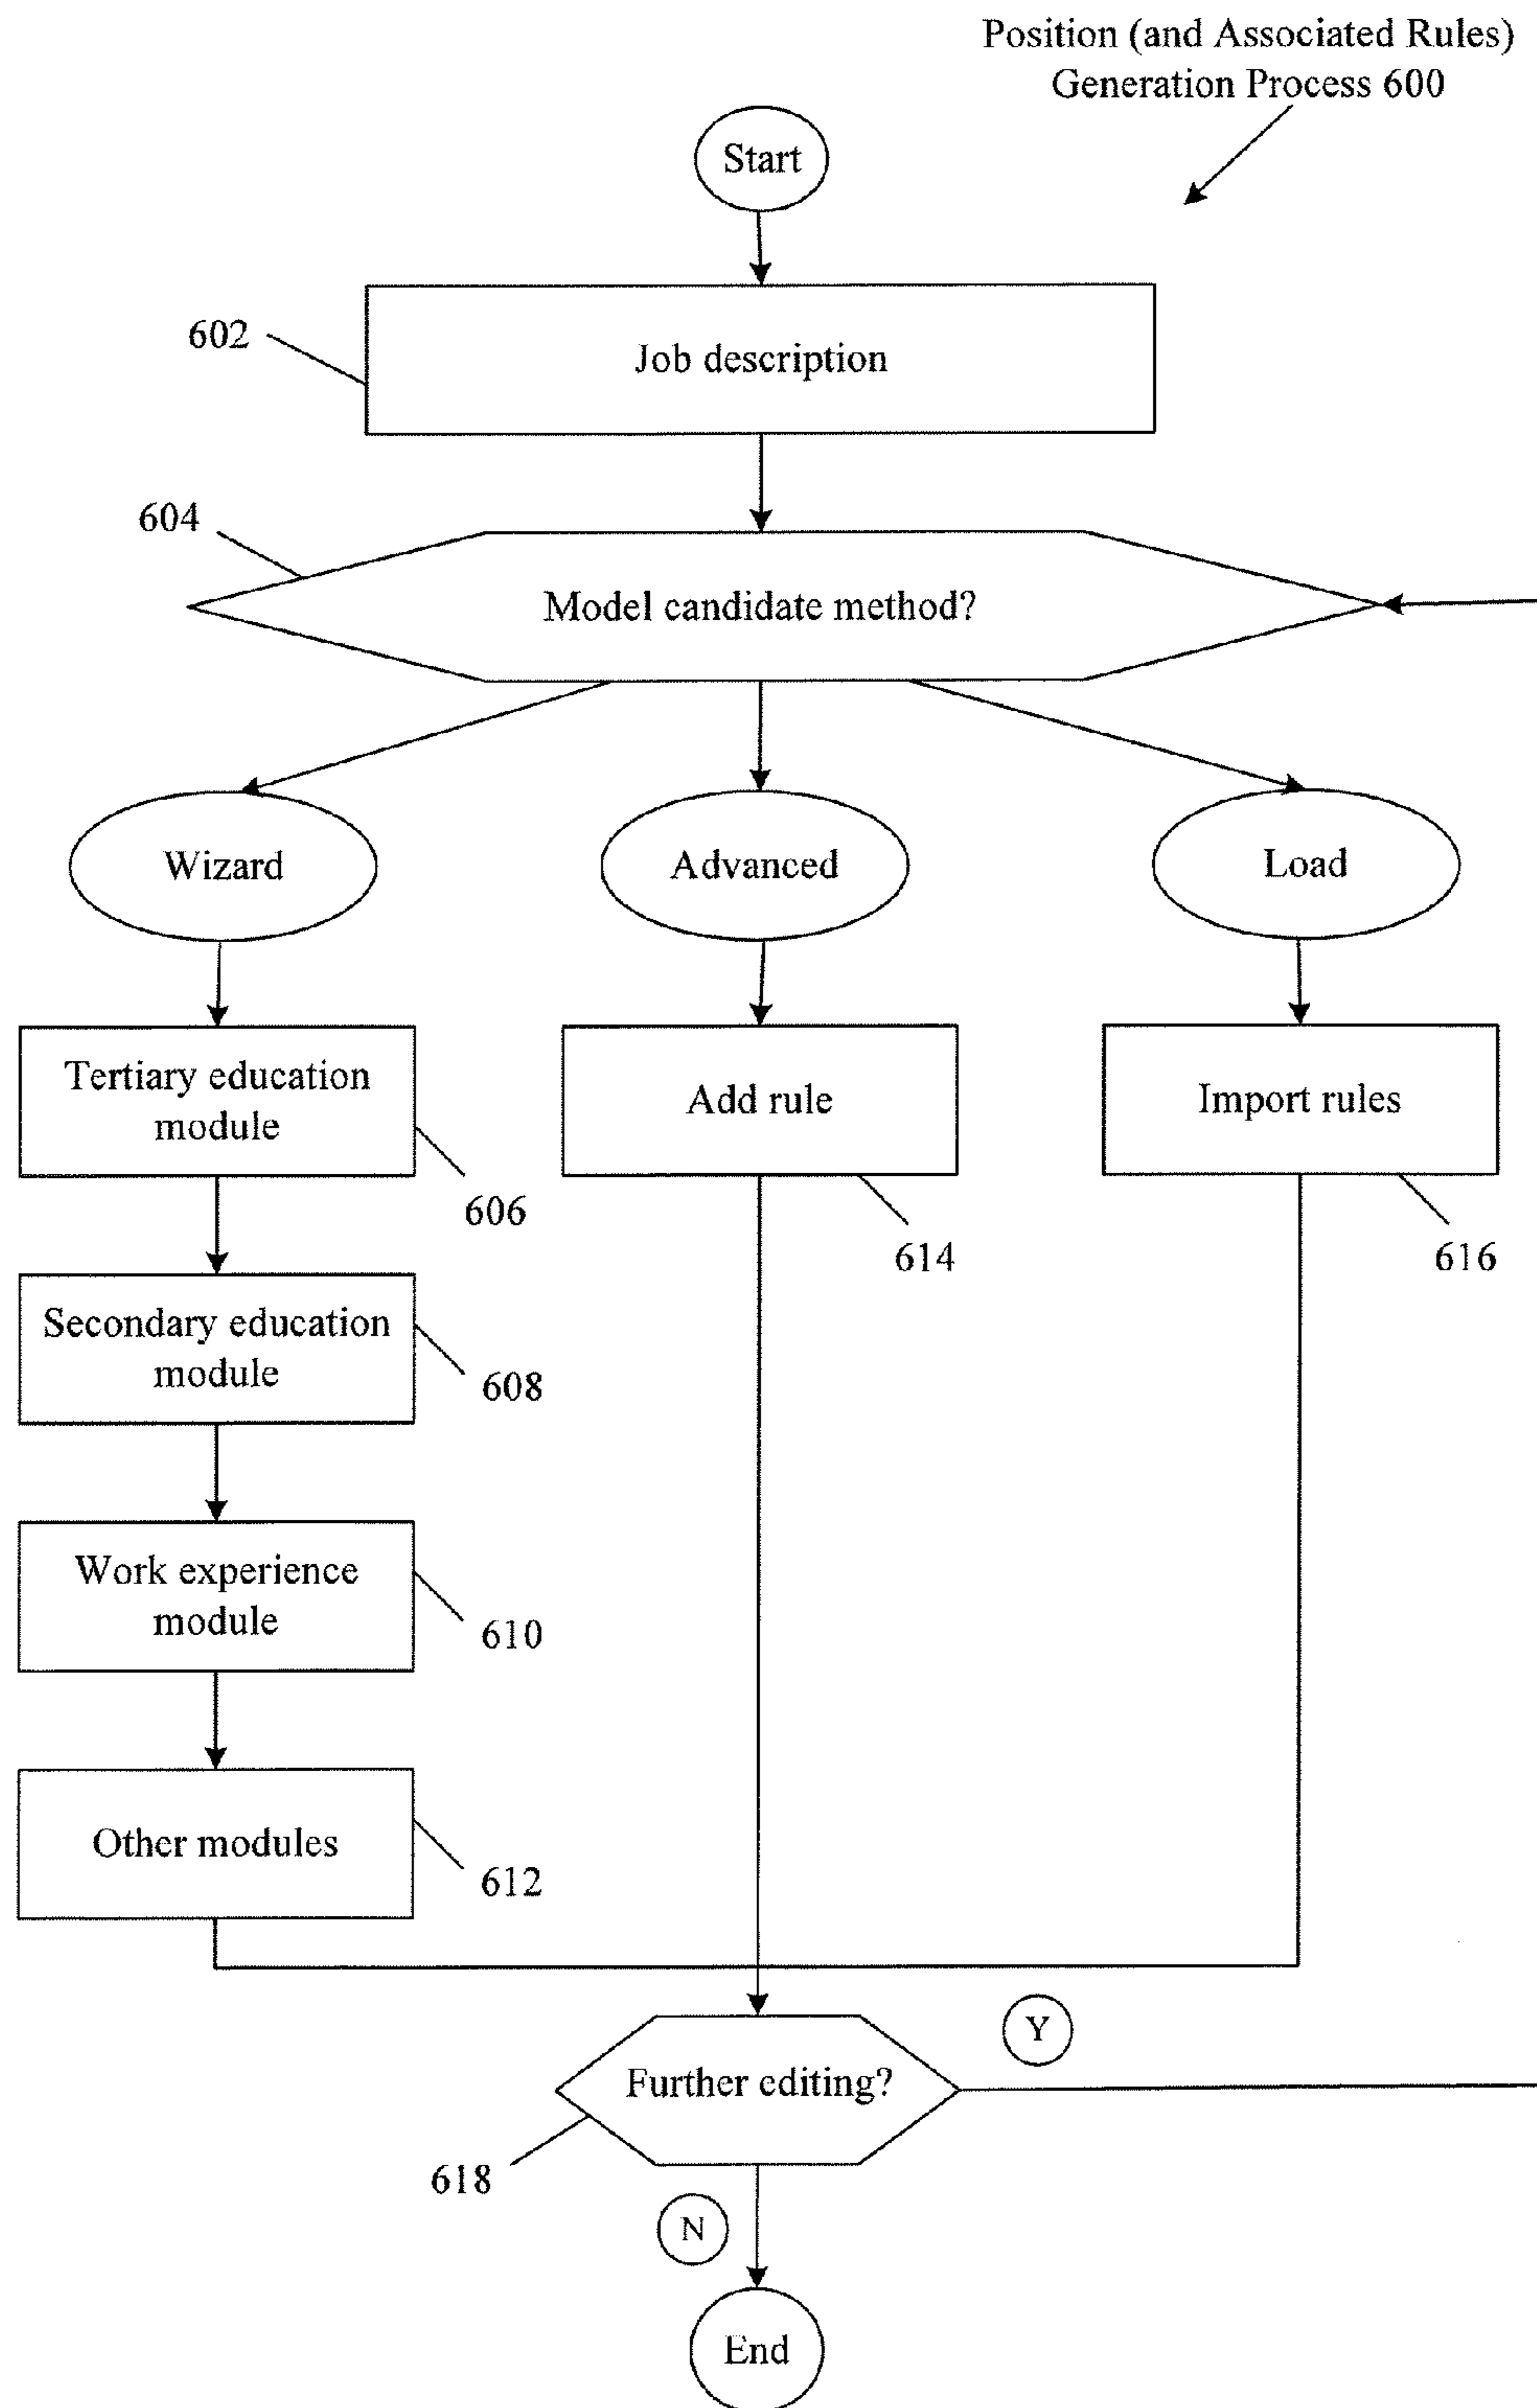 Position (and Associated Rules)
Generation Process 600
Start
602
Job description
604
Model candidate method?
Wizard
Advanced
Load
Tertiary education
module
606
Add rule
614
Import rules
616
Secondary education
module
608
Work experience
module
610
Other modules
612
Further editing?
Y
618
N
End